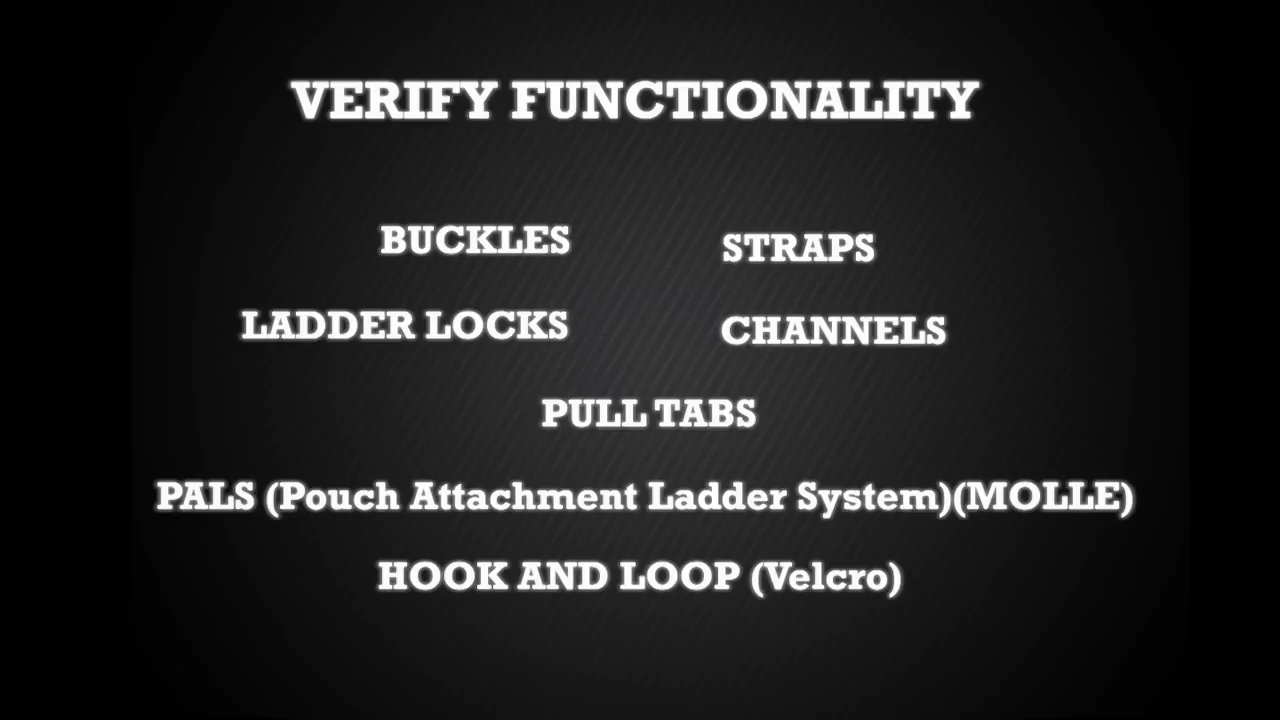 VERIFY FUNCTIONALITY
BUCKLES
STRAPS
LADDER LOCKS
CHANNELS
PULL TABS
PALS (Pouch Attachment Ladder System)(MOLLE)
HOOK AND LOOP (Velcro)